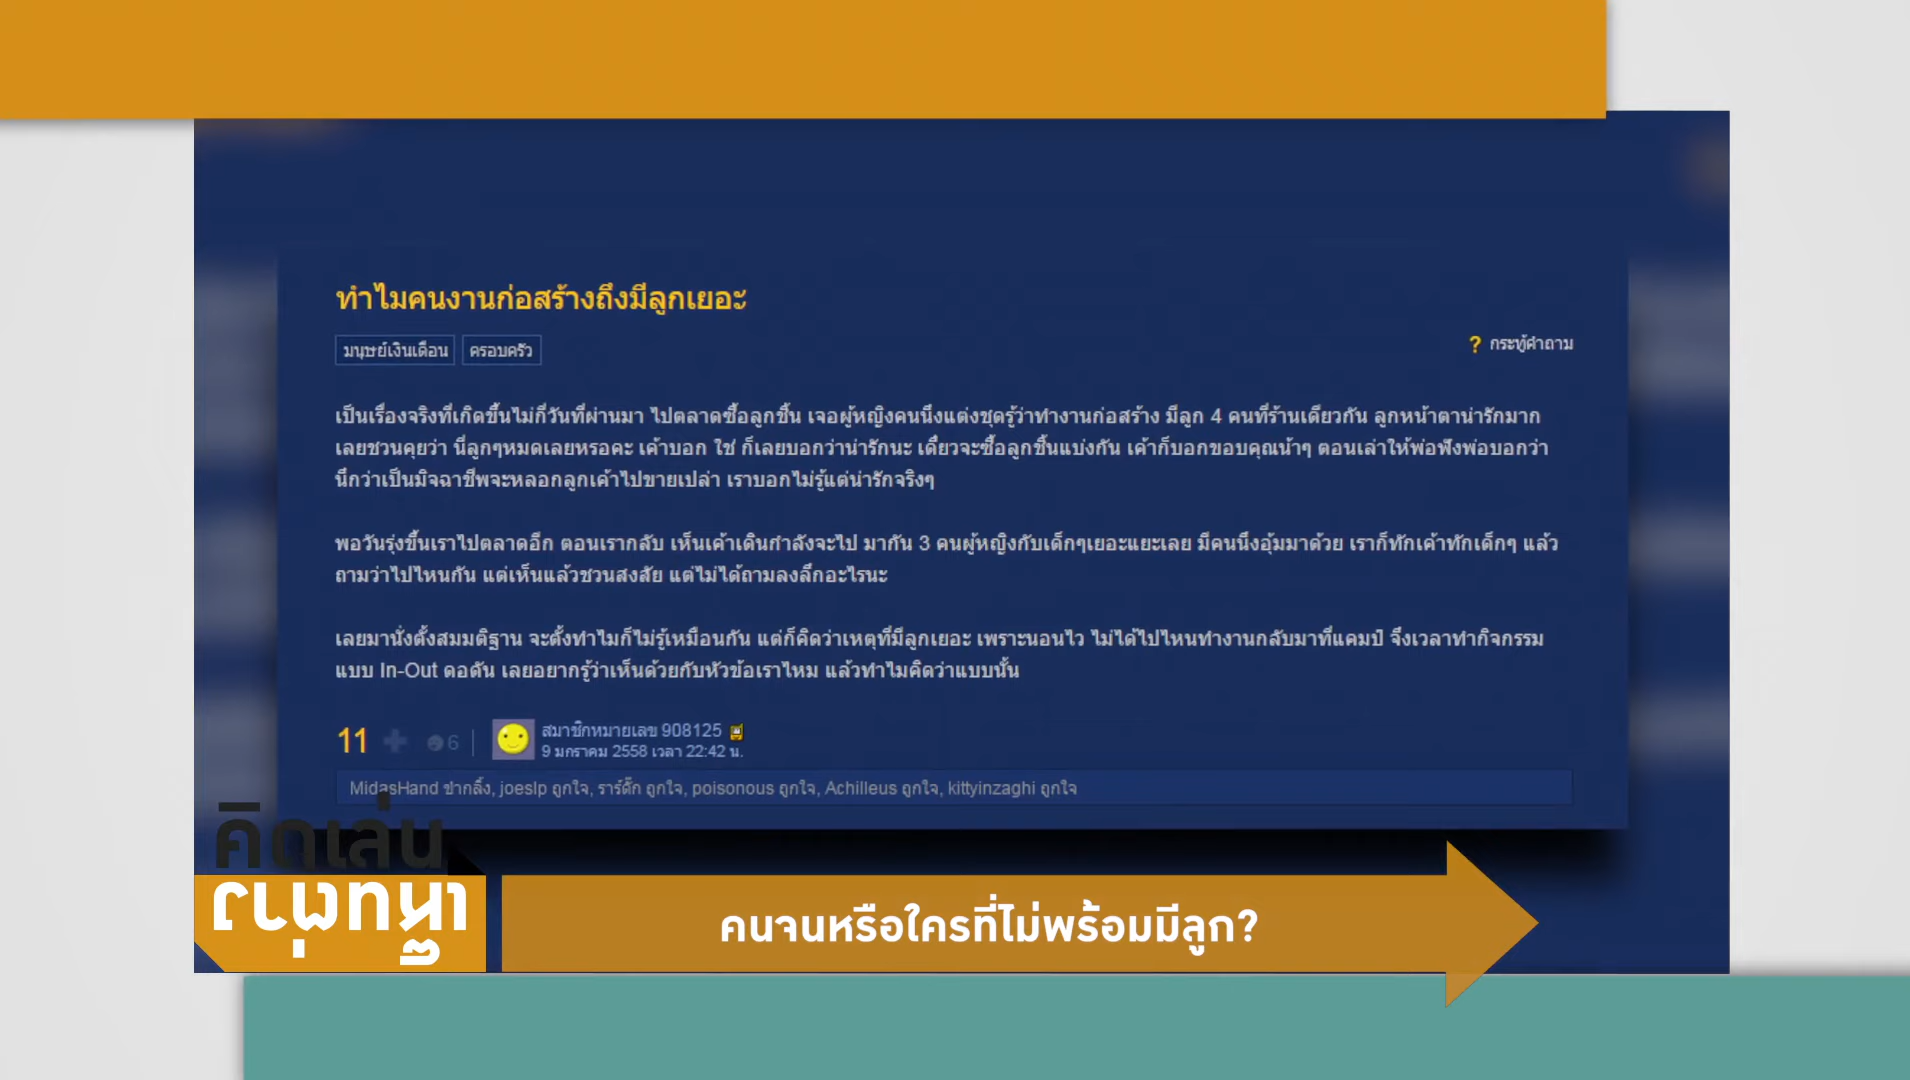 ทำไมคนงานก่อสร้างถึงมีลูกเยอะ
มนุษย์เงินเดือน ครอบครัว
? กระทู้คำถาม
เป็นเรื่องจริงที่เกิดขึ้นไม่กี่วันที่ผ่านมา ไปตลาดซื้อลูกชิ้น เจอผู้หญิงคนนึงแต่งชุดรู้ว่าทำงานก่อสร้าง มีลูก 4 คนที่ร้านเดียวกัน ลูกหน้าตาน่ารักมาก
เลยชวนคุยว่า นี่ลูกๆหมดเลยหรอคะ เค้าบอก ใช่ ก็เลยบอกว่าน่ารักนะ เดี๋ยวจะซื้อลูกชิ้นแบ่งกัน เค้าก็บอกขอบคุณน้าๆ ตอนเล่าให้พ่อฟังพ่อบอกว่า
นึกว่าเป็นมิจฉาชีพจะหลอกลูกเค้าไปขายเปล่า เราบอกไม่รู้แต่น่ารักจริงๆ
พอวันรุ่งขึ้นเราไปตลาดอีก ตอนเรากลับ เห็นเค้าเดินกำลังจะไป มากัน 3 คนผู้หญิงกับเด็กๆเยอะแยะเลย มีคนนึงอุ้มมาด้วย เราก็ทักเค้าทักเด็กๆ แล้ว
ถามว่าไปไหนกัน แต่เห็นแล้วชวนสงสัย แต่ไม่ได้ถามลงลึกอะไรนะ
เลยมานั่งตั้งสมมติฐาน จะตั้งทำไมก็ไม่รู้เหมือนกัน แต่ก็คิดว่าเหตุที่มีลูกเยอะ เพราะนอนไว ไม่ได้ไปไหนทำงานกลับมาที่แคมป์ จึงเวลาทำกิจกรรม
แบบ In-Out ดอดัน เลยอยากรู้ว่าเห็นด้วยกับหัวข้อเราไหม แล้วทำไมคิดว่าแบบนั้น
11 6 สมาชิกหมายเลข 908125
9 มกราคม 2558 เวลา 22:42 น.
MidasHand ขำกลิ้ง, joeslp ถูกใจ, ราร์ดั๊ก ถูกใจ, poisonous ถูกใจ, Achilleus ถูกใจ, kittyinzaghi ถูกใจ
คิดเล่น
คนจนหรือใครที่ไม่พร้อมมีลูก?